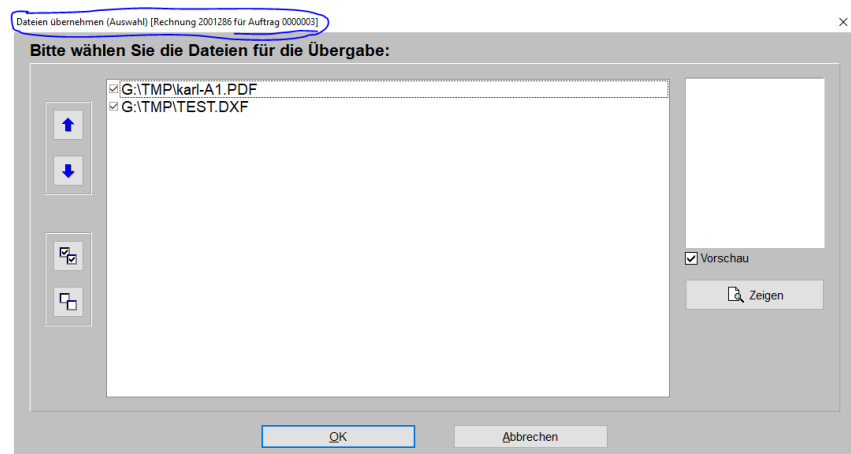 Dateien übernehmen (Auswahl) [Rechnung 2001286 für Auftrag 0000003]
Bitte wählen Sie die Dateien für die Übergabe:
G:\TMP\karl-A1.PDF
G:\TMP\TEST.DXF
Vorschau
Zeigen
OK
Abbrechen